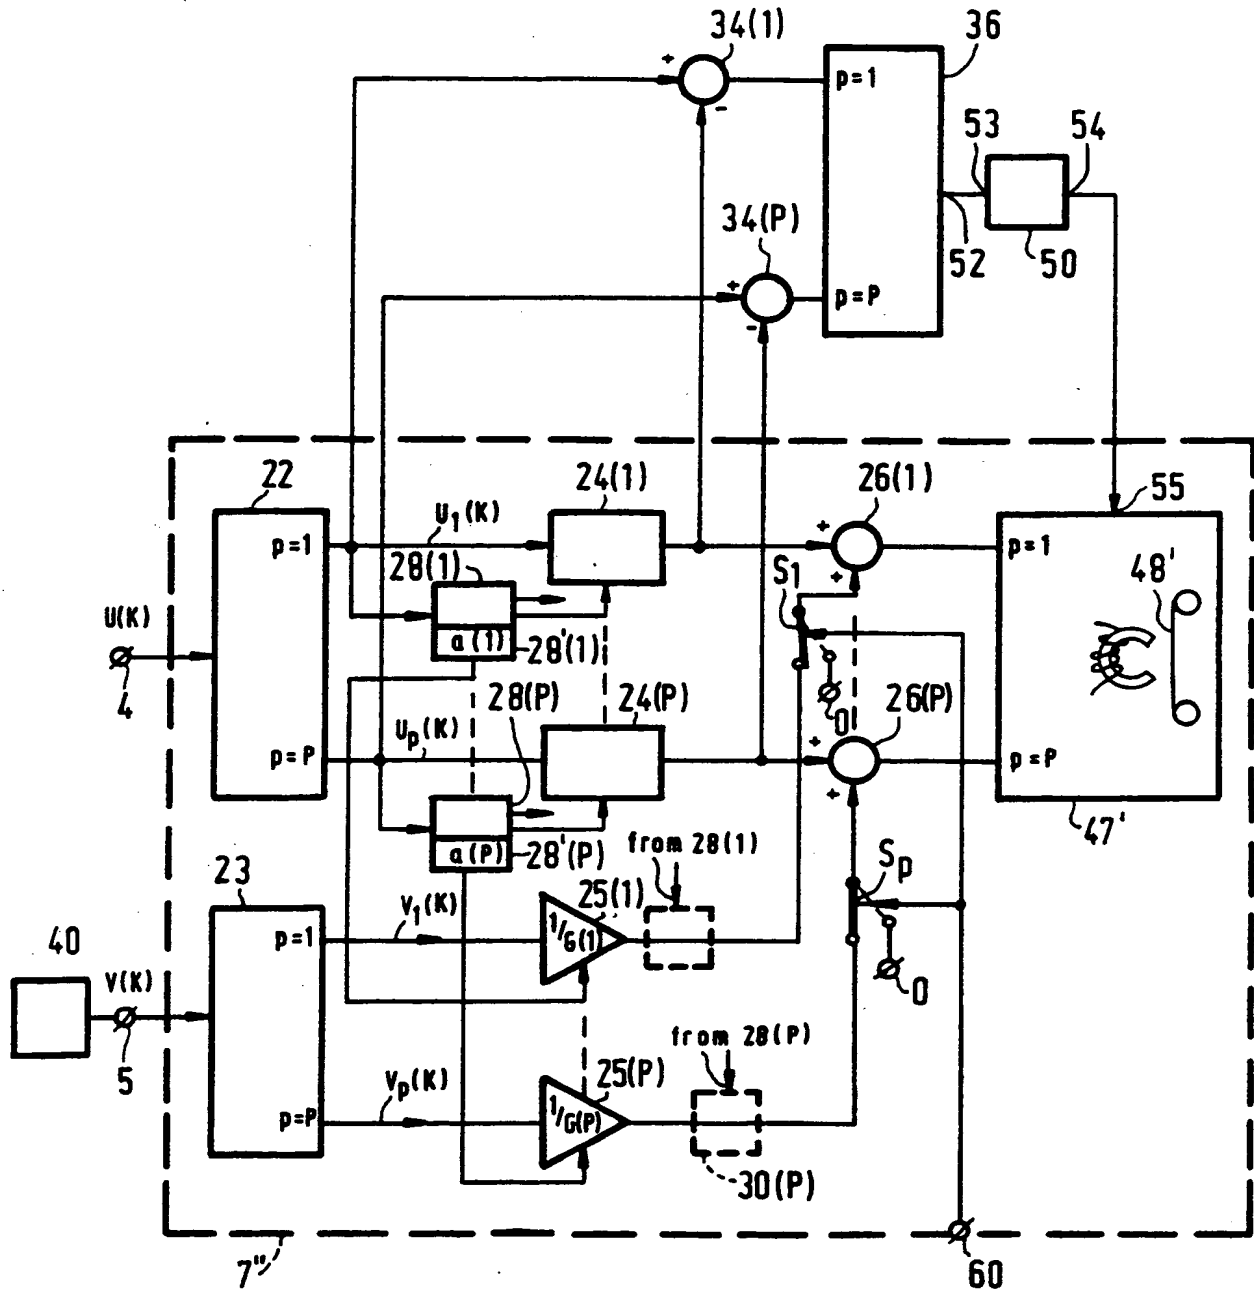 34(1)
36
+
p=1
-
53
54
34(P)
+
p=P
-
52
50
22
24(1)
26(1)
55
p=1
U1(K)
+
p=1
28(1)
+
S1
48'
U(K)
a(1)
28'(1)
4
28(P)
24(P)
0
26(P)
Up(K)
p=P
+
p=P
+
47'
a(P)
28'(P)
from 28(1)
Sp
23
V1(K)
25(1)
40
p=1
1/G(1)
V(K)
0
5
from 28(P)
Vp(K)
25(P)
p=P
1/G(P)
30(P)
7"
60